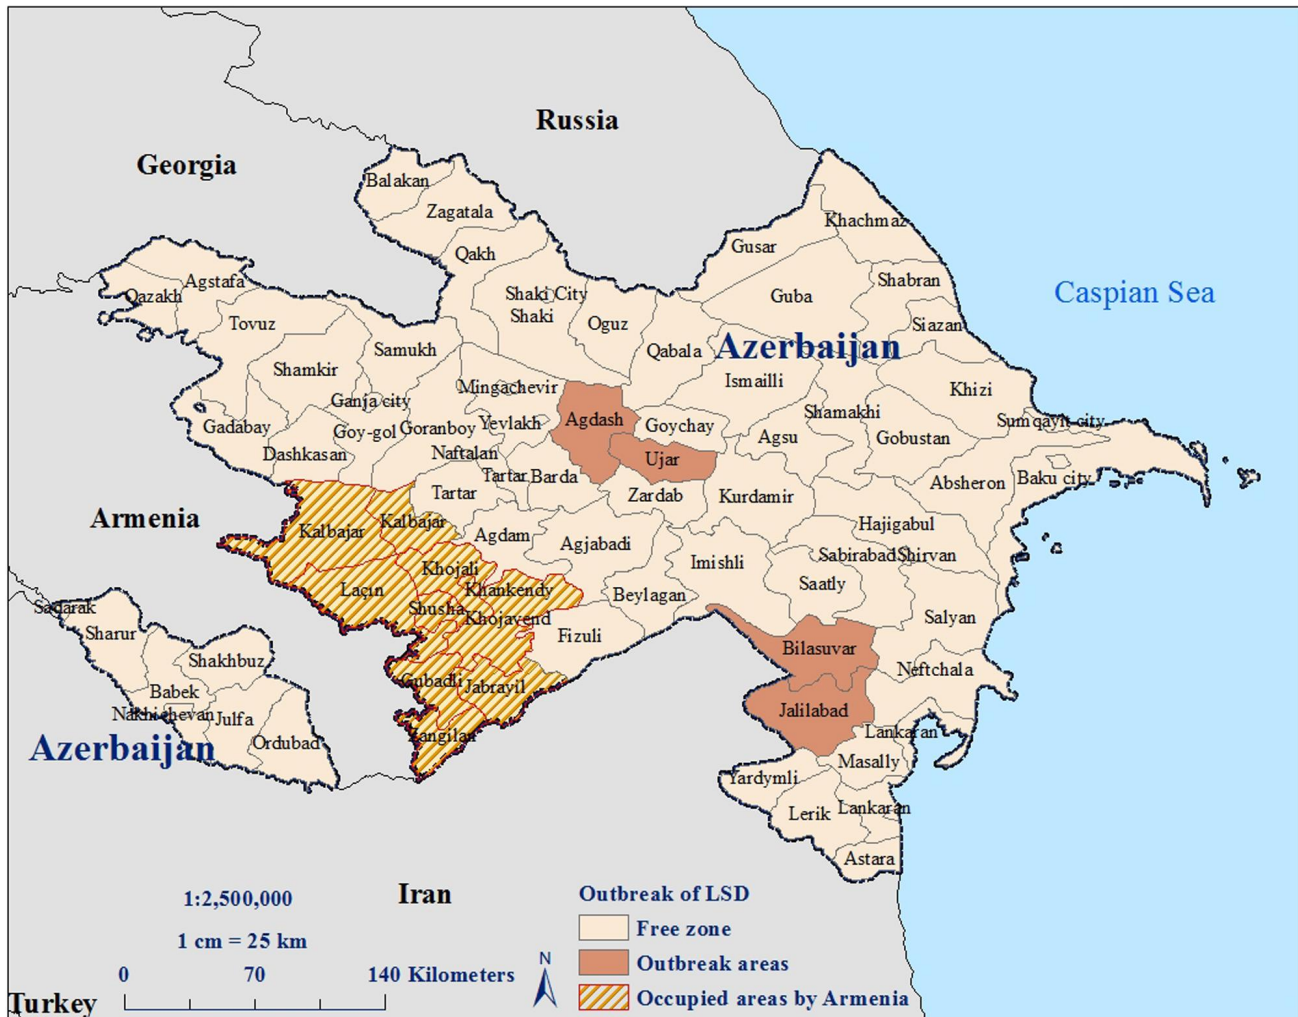 Russia
Georgia
Balakan
Zagatala
Khachmaz
Gusar
Qakh
Agstafa
Shabran
Qazakh
Shaki City
Guba
Caspian Sea
Shaki
Oguz
Tovuz
Siazan
Samukh
Qabala
Azerbaijan
Shamkir
Ismailli
Mingachevir
Khizi
Ganja city
Shamakhi
Agdash
Sumqayit city
Gadabay
Goy-gol
Goranboy
Yevlakh
Goychay
Agsu
Gobustan
Dashkasan
Naftalan
Ujar
Tartar
Barda
Absheron
Baku city
Tartar
Zardab
Kurdamir
Armenia
Kalbajar
Kalbajar
Agdam
Agjabadi
Hajigabul
Imishli
Sabirabad
Shirvan
Khojali
Saatly
Laçın
Khankendy
Beylagan
Sadarak
Shusha
Khojavend
Salyan
Sharur
Fizuli
Bilasuvar
Shakhbuz
Neftchala
Gubadli
Jabrayil
Babek
Nakhichevan
Julfa
Jalilabad
Zangilan
Lankaran
Azerbaijan
Ordubad
Masally
Yardymli
Lerik
Lankaran
Astara
Iran
1:2,500,000
1 cm = 25 km
0 70 140 Kilometers
N
Outbreak of LSD
Free zone
Outbreak areas
Occupied areas by Armenia
Turkey